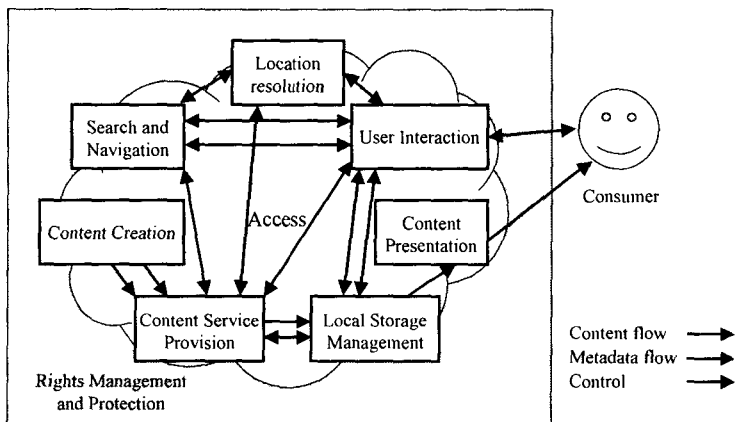 Location
resolution
Search and
Navigation
User Interaction
Consumer
Content Creation
Access
Content
Presentation
Content Service
Provision
Local Storage
Management
Rights Management
and Protection
Content flow
Metadata flow
Control